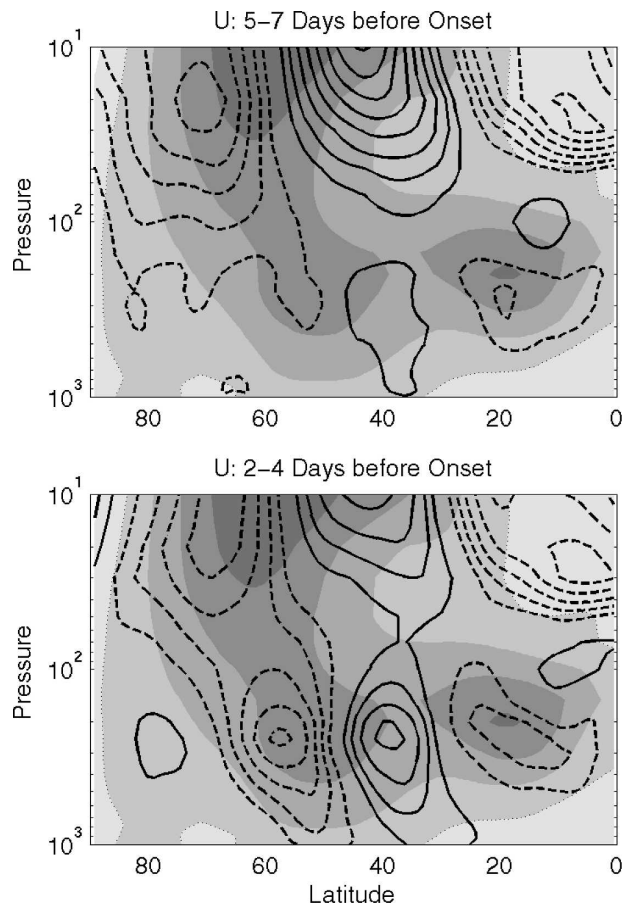 U: 5–7 Days before Onset
10¹
10²
10³
Pressure
80 60 40 20 0
U: 2–4 Days before Onset
10¹
10²
10³
Pressure
80 60 40 20 0
Latitude